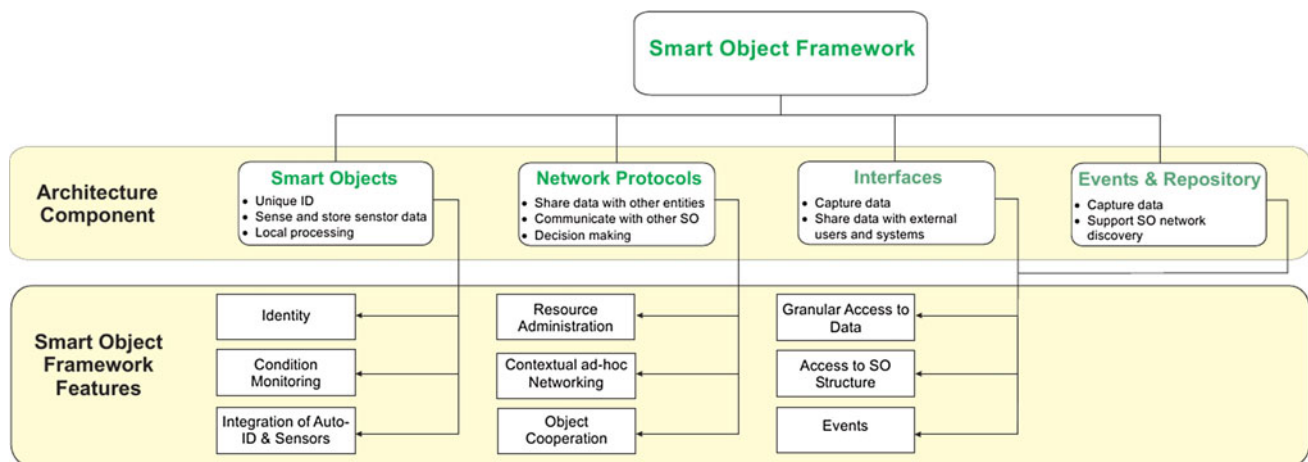 Smart Object Framework
Architecture
Component
Smart Objects
• Unique ID
• Sense and store senstor data
• Local processing
Network Protocols
• Share data with other entities
• Communicate with other SO
• Decision making
Interfaces
• Capture data
• Share data with external
users and systems
Events & Repository
• Capture data
• Support SO network
discovery
Smart Object
Framework
Features
Identity
Condition
Monitoring
Integration of Auto-
ID & Sensors
Resource
Administration
Contextual ad-hoc
Networking
Object
Cooperation
Granular Access to
Data
Access to SO
Structure
Events